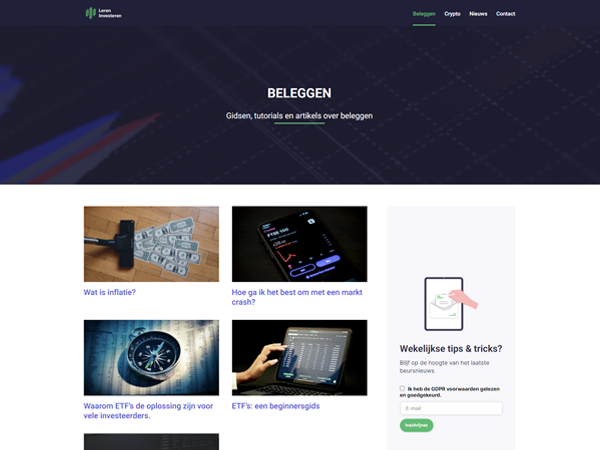 Leren
Investeren
Beleggen
Crypto
Nieuws
Contact
BELEGGEN
Gidsen, tutorials en artikels over beleggen
Wat is inflatie?
Hoe ga ik het best om met een markt
crash?
FTSE 100
Waarom ETF's de oplossing zijn voor
vele investeerders.
ETF's: een beginnersgids
Wekelijkse tips & tricks?
Blijf op de hoogte van het laatste
beursnieuws
Ik heb de GDPR voorwaarden gelezen
en goedgekeurd.
E-mail
Inschrijven